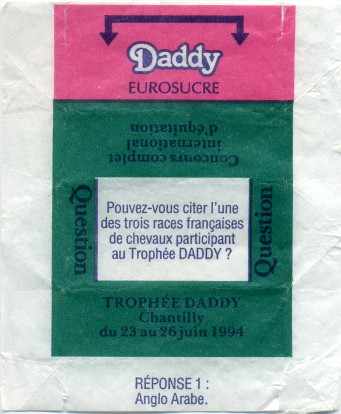 Daddy
EUROSUCRE
Concours complet
international
d'équitation
Question
Pouvez-vous citer l'une
des trois races françaises
de chevaux participant
au Trophée DADDY ?
Question
TROPHÉE DADDY
Chantilly
du 23 au 26 juin 1994
RÉPONSE 1 :
Anglo Arabe.